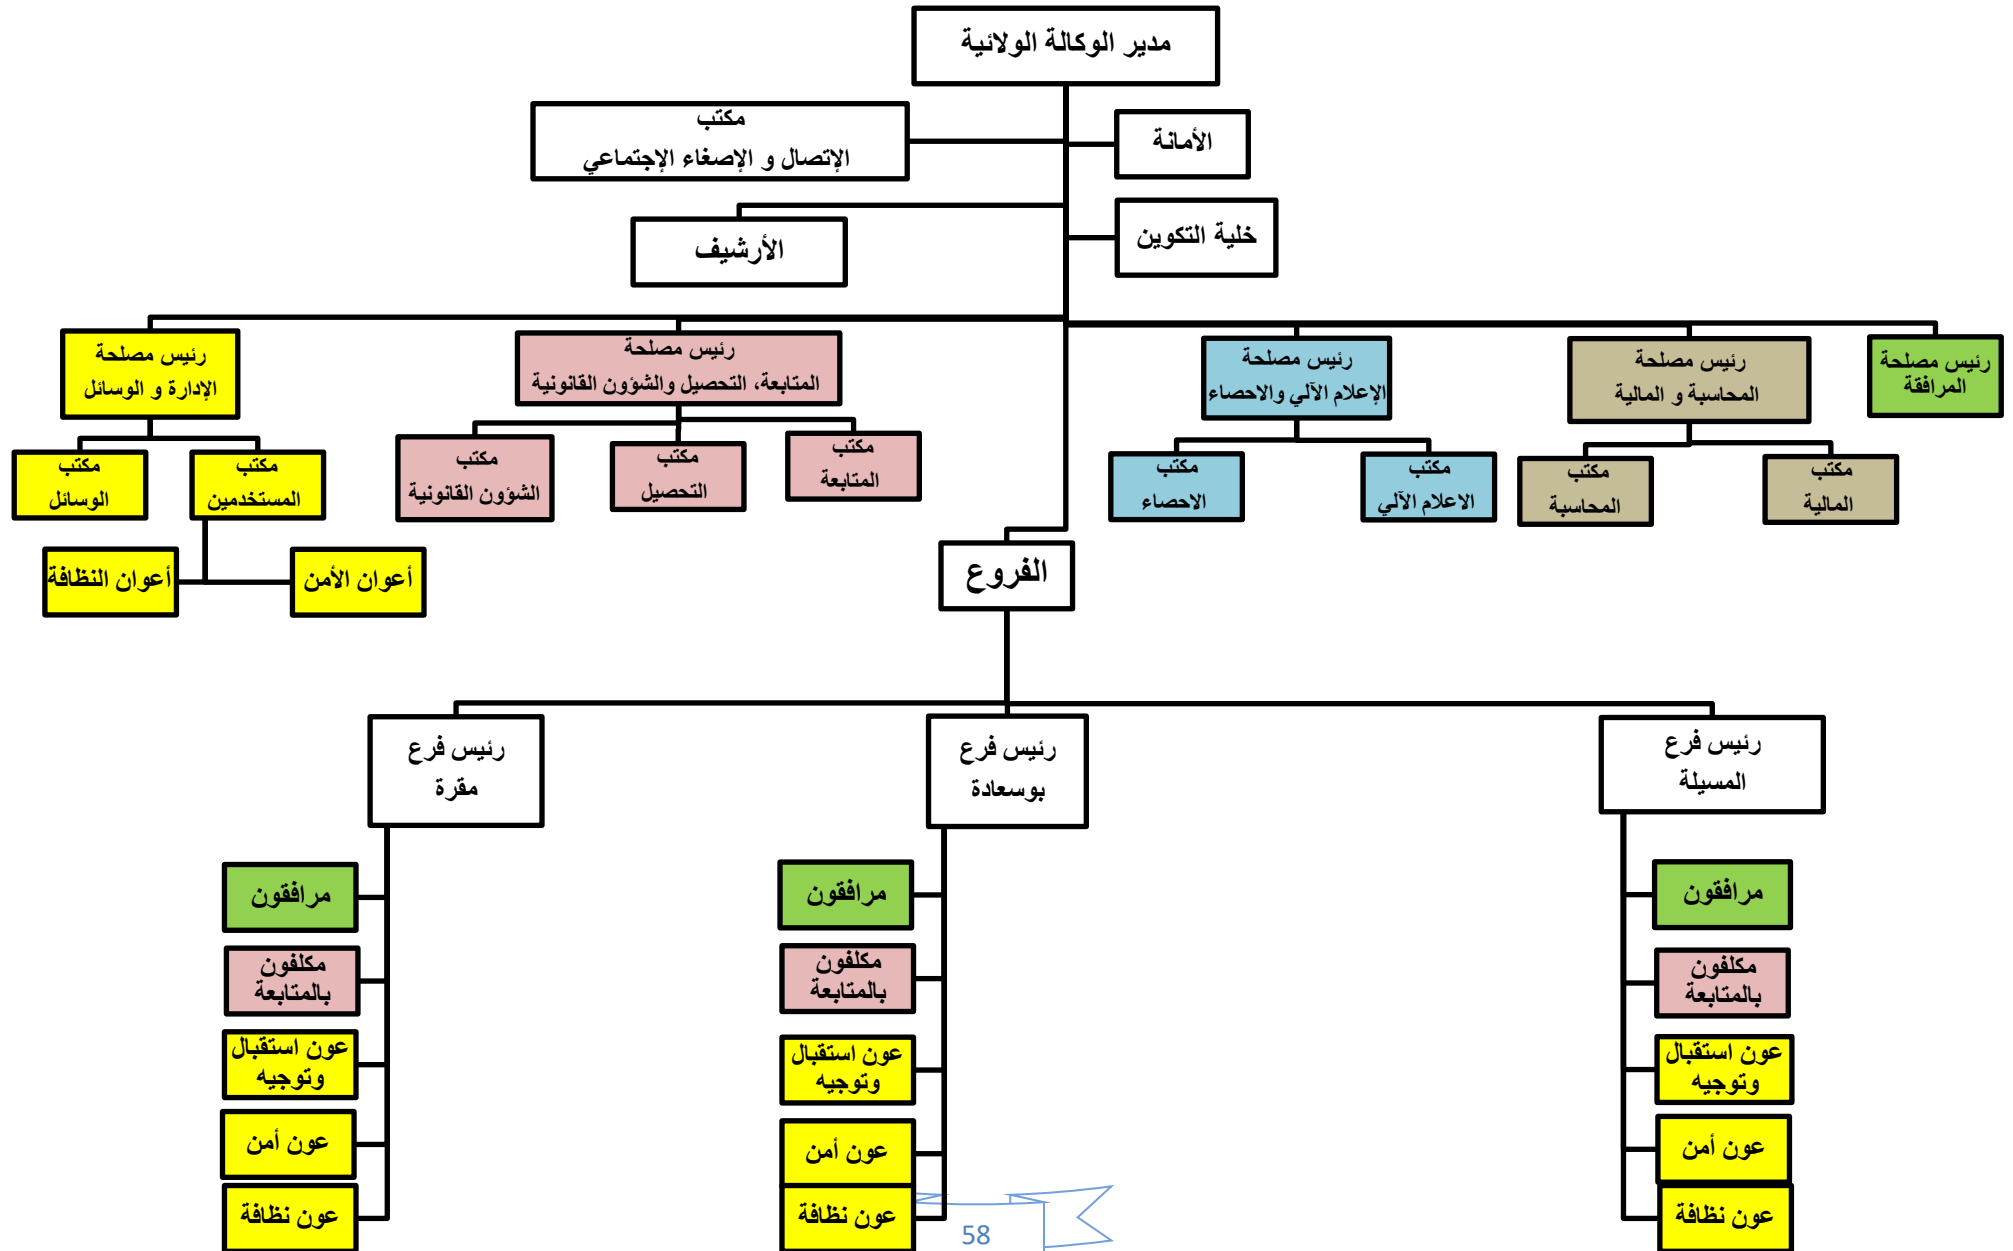 مدير الوكالة الولائية
مكتب
الإتصال و الإصغاء الإجتماعي
الأمانة
خلية التكوين
الأرشيف
رئيس مصلحة
المرافقة
رئيس مصلحة
المحاسبة و المالية
رئيس مصلحة
الإعلام الآلي والاحصاء
رئيس مصلحة
المتابعة، التحصيل والشؤون القانونية
رئيس مصلحة
الإدارة و الوسائل
مكتب
المالية
مكتب
المحاسبة
مكتب
الاعلام الآلي
مكتب
الاحصاء
مكتب
المتابعة
مكتب
التحصيل
مكتب
الشؤون القانونية
مكتب
المستخدمين
مكتب
الوسائل
أعوان الأمن
أعوان النظافة
الفروع
رئيس فرع
المسيلة
رئيس فرع
بوسعادة
رئيس فرع
مقرة
مرافقون
مكلفون
بالمتابعة
عون استقبال
وتوجيه
عون أمن
عون نظافة
مرافقون
مكلفون
بالمتابعة
عون استقبال
وتوجيه
عون أمن
عون نظافة
مرافقون
مكلفون
بالمتابعة
عون استقبال
وتوجيه
عون أمن
عون نظافة
58